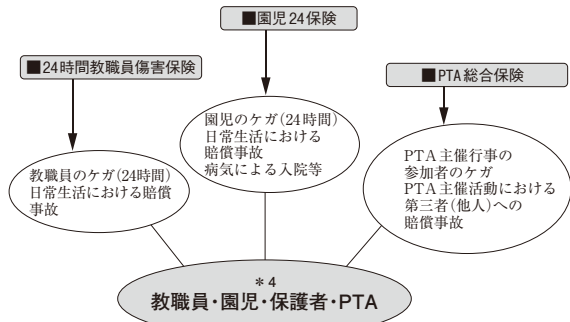 ■園児24保険
■24時間教職員傷害保険
■PTA総合保険
園児のケガ(24時間)
日常生活における
賠償事故
病気による入院等
教職員のケガ(24時間)
日常生活における賠償
事故
PTA主催行事の
参加者のケガ
PTA主催活動における
第三者(他人)への
賠償事故
＊4
教職員・園児・保護者・PTA